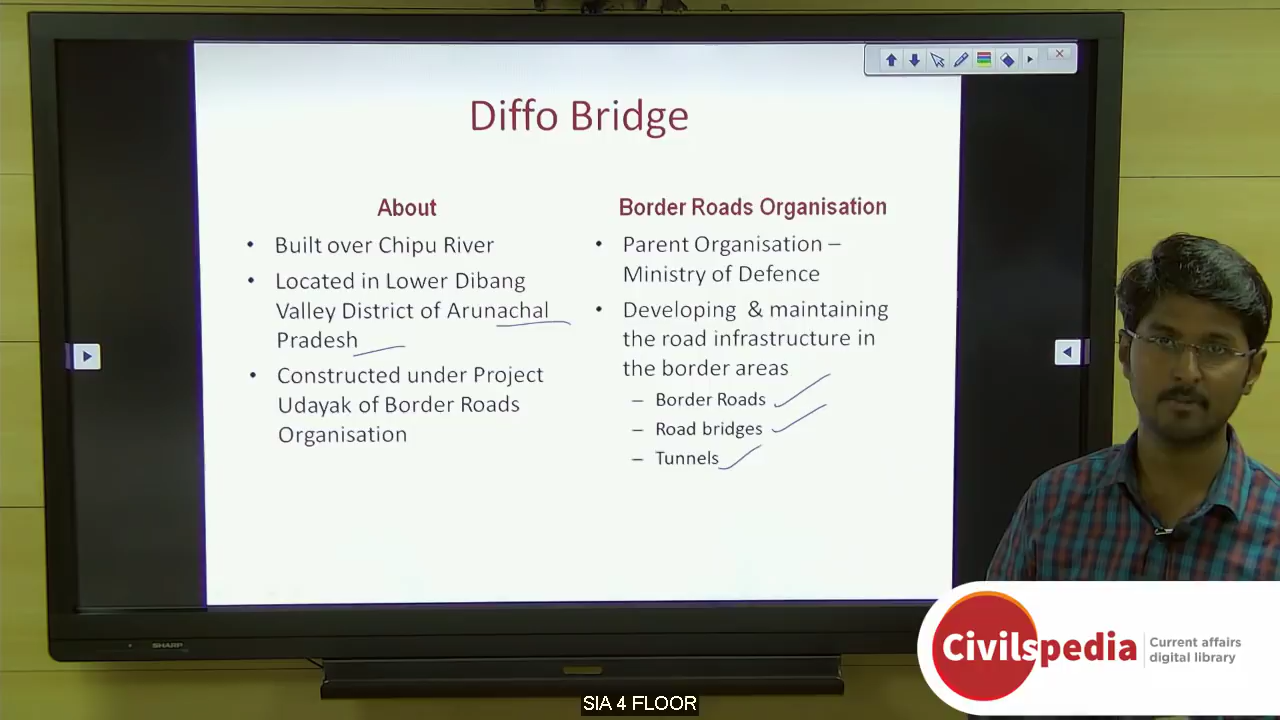 Diffo Bridge
About
• Built over Chipu River
• Located in Lower Dibang
Valley District of Arunachal
Pradesh
• Constructed under Project
Udayak of Border Roads
Organisation
Border Roads Organisation
• Parent Organisation –
Ministry of Defence
• Developing & maintaining
the road infrastructure in
the border areas
– Border Roads
– Road bridges
– Tunnels
SHARP
Civilspedia
Current affairs
digital library
SIA 4 FLOOR